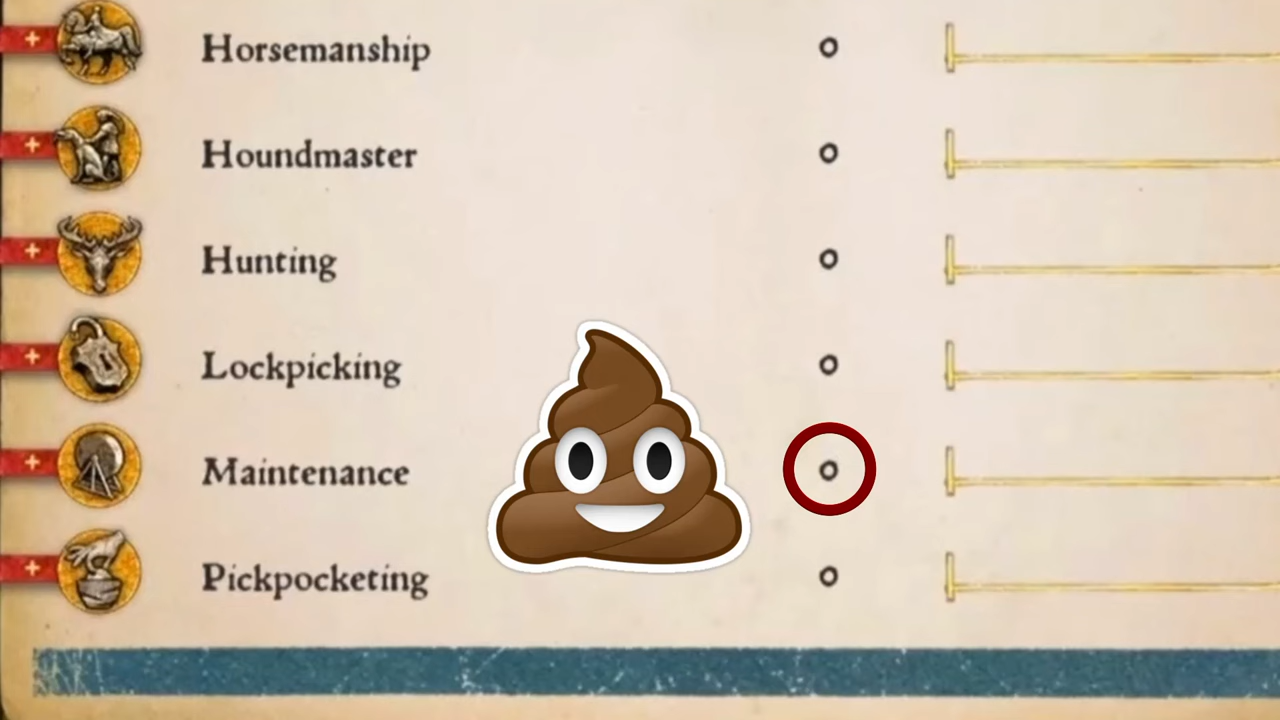 Horsemanship 0
Houndmaster 0
Hunting 0
Lockpicking 0
Maintenance 0
Pickpocketing 0